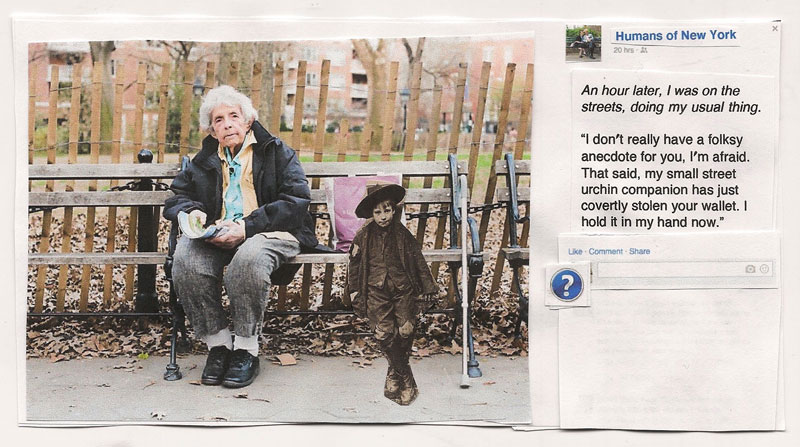 Humans of New York
20 hrs ·
An hour later, I was on the
streets, doing my usual thing.
“I don’t really have a folksy
anecdote for you, I’m afraid.
That said, my small street
urchin companion has just
covertly stolen your wallet. I
hold it in my hand now.”
Like · Comment · Share
?